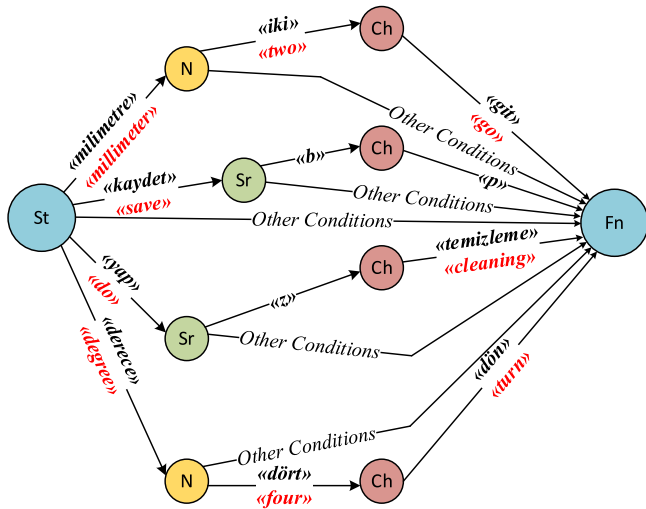 «iki»
«two»
Ch
N
«milimetre»
«millimeter»
Other Conditions
«git»
«go»
«kaydet»
«save»
Sr
«b»
Ch
«p»
Other Conditions
St
Other Conditions
Fn
«yap»
«do»
Sr
«z»
Ch
«temizleme»
«cleaning»
Other Conditions
«derece»
«degree»
N
Other Conditions
«dört»
«four»
Ch
«dön»
«turn»